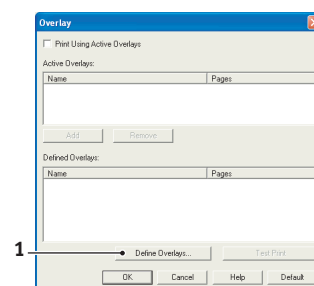 Overlay
Print Using Active Overlays
Active Overlays:
Name Pages
Add Remove
Defined Overlays:
Name Pages
1 Define Overlays... Test Print
OK Cancel Help Default